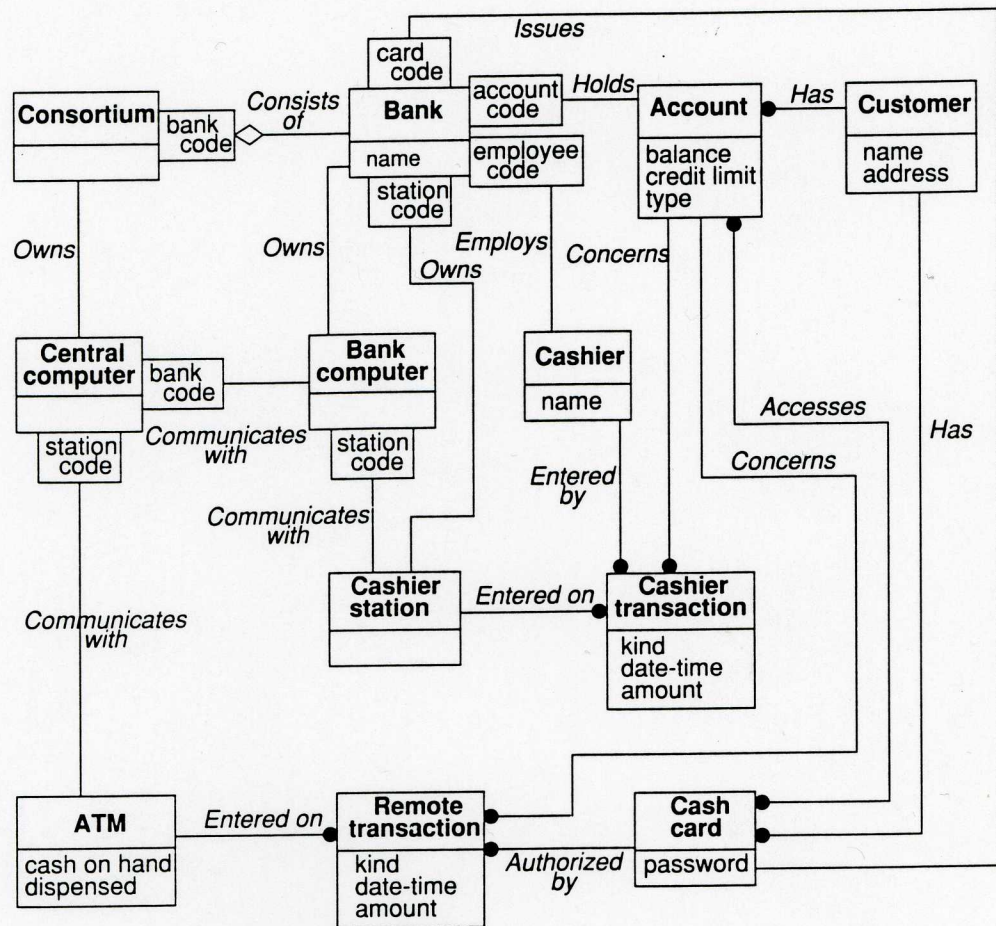 Issues
card
code
Consortium
bank
code
Consists
of
Bank
name
account
code
employee
code
station
code
Holds
Account
balance
credit limit
type
Has
Customer
name
address
Owns
Owns
Owns
Employs
Concerns
Central
computer
bank
code
station
code
Communicates
with
Bank
computer
station
code
Cashier
name
Accesses
Concerns
Has
Communicates
with
Entered
by
Cashier
station
Entered on
Cashier
transaction
kind
date-time
amount
Communicates
with
ATM
cash on hand
dispensed
Entered on
Remote
transaction
kind
date-time
amount
Authorized
by
Cash
card
password